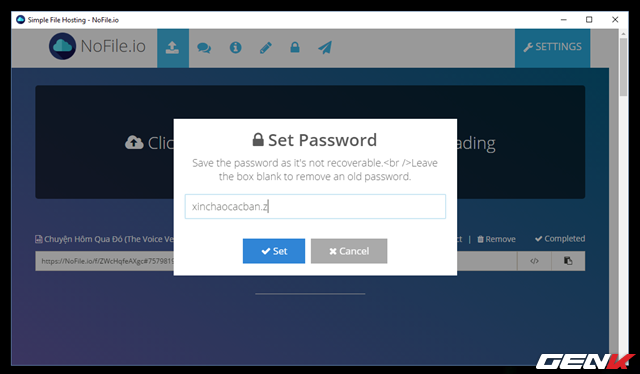 Simple File Hosting - NoFile.io
NoFile.io
SETTINGS
Clic
ading
Set Password
Save the password as it's not recoverable.<br />Leave
the box blank to remove an old password.
xinchaocacban.z
Set
Cancel
Chuyện Hôm Qua Đó (The Voice Ve
ct | Remove
Completed
https://NoFile.io/f/ZWcHqfeAXgc#757981
</>
GENK